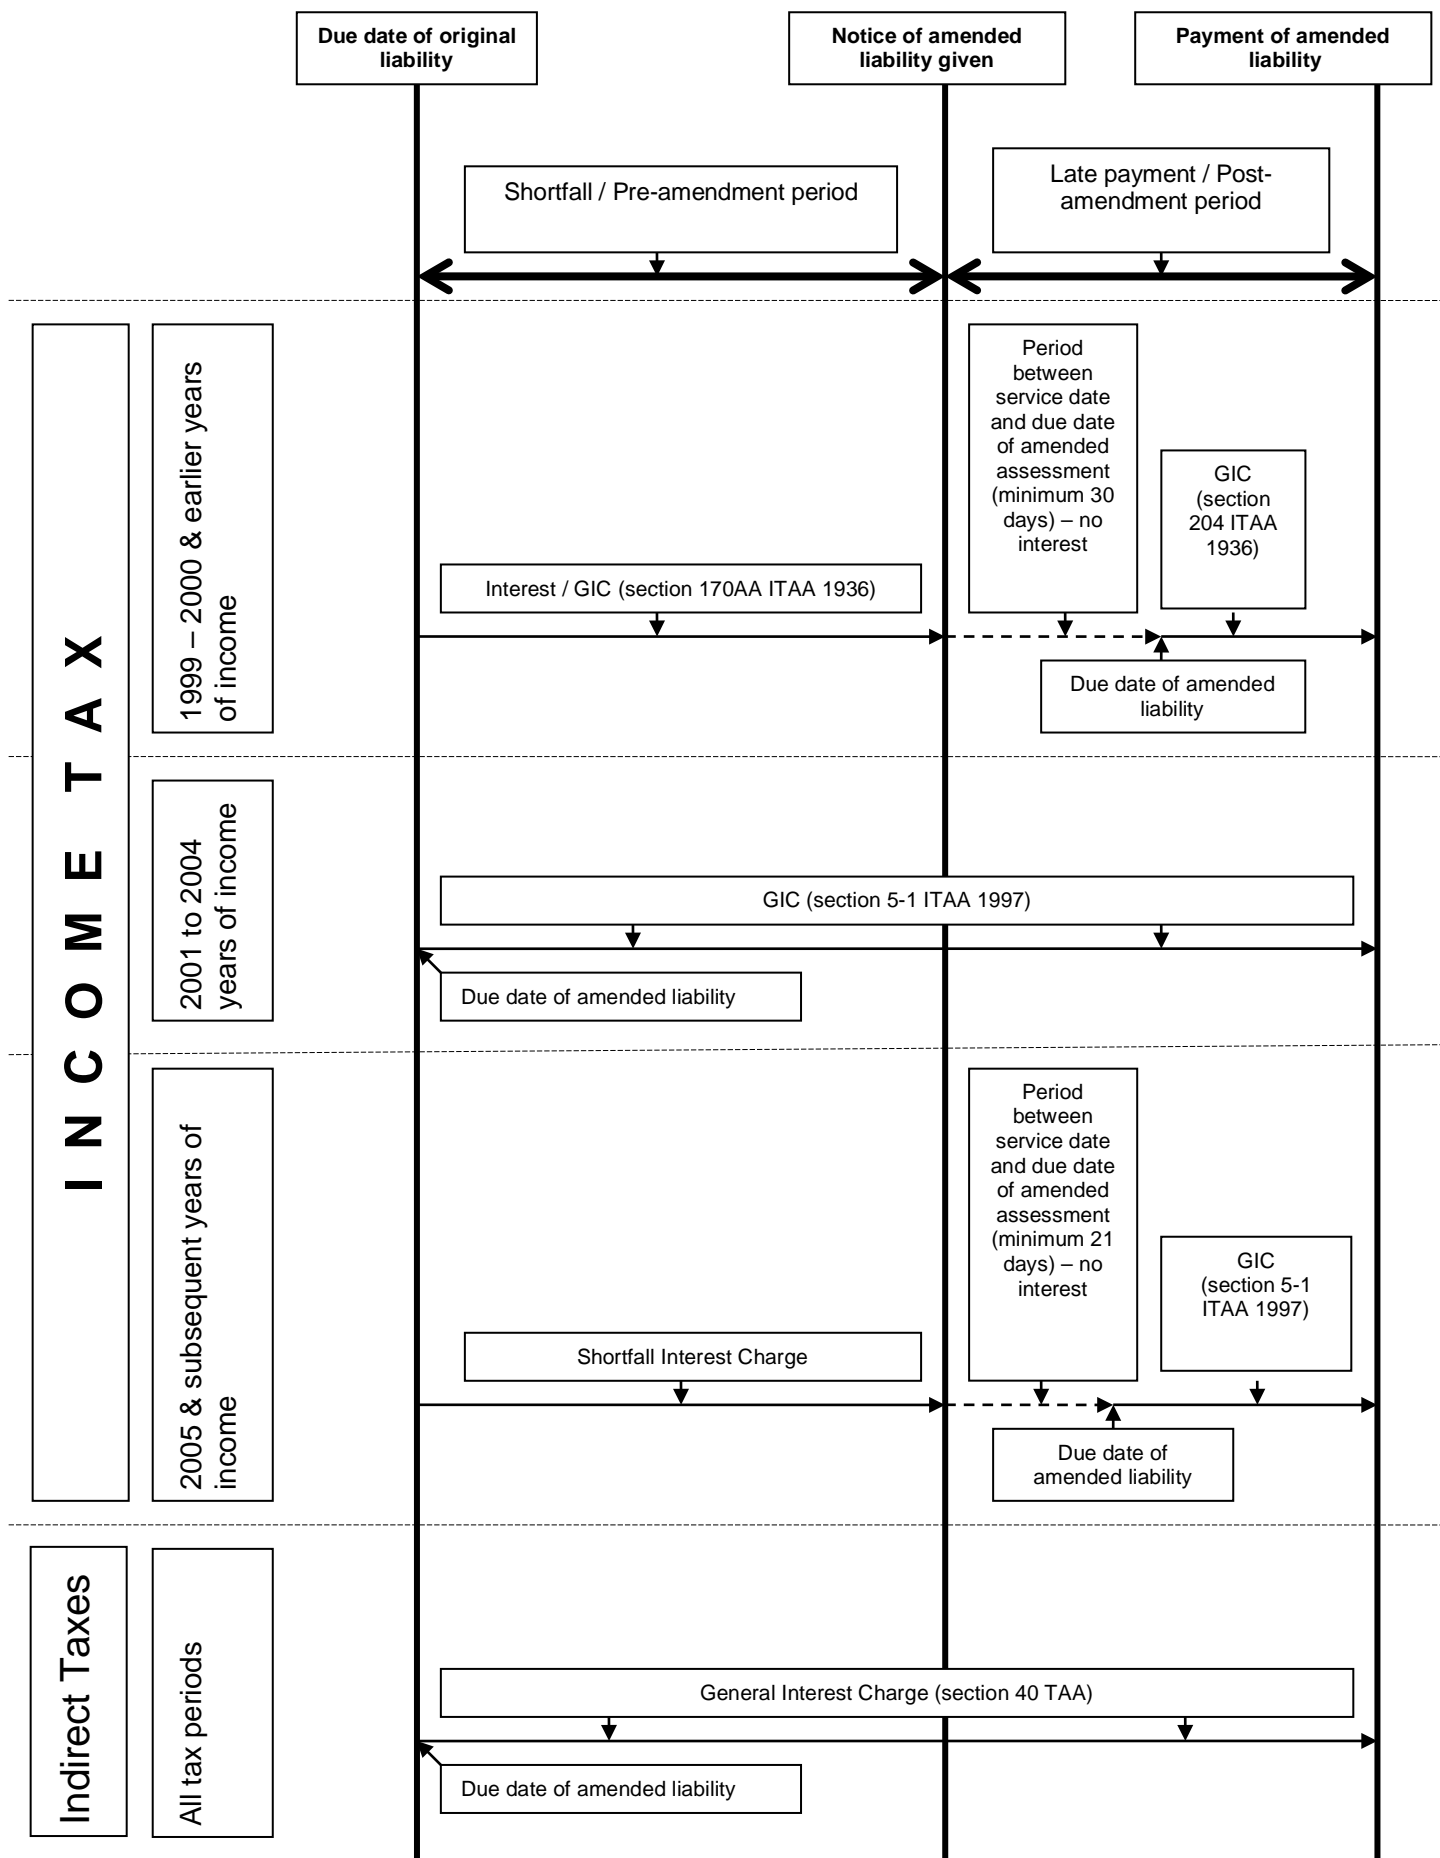 Due date of original
liability
Notice of amended
liability given
Payment of amended
liability
Shortfall / Pre-amendment period
Late payment / Post-
amendment period
INCOME TAX
1999 – 2000 & earlier years
of income
Period
between
service date
and due date
of amended
assessment
(minimum 30
days) – no
interest
GIC
(section
204 ITAA
1936)
Interest / GIC (section 170AA ITAA 1936)
Due date of amended
liability
2001 to 2004
years of income
GIC (section 5-1 ITAA 1997)
Due date of amended liability
2005 & subsequent years of
income
Period
between
service date
and due date
of amended
assessment
(minimum 21
days) – no
interest
GIC
(section 5-1
ITAA 1997)
Shortfall Interest Charge
Due date of
amended liability
Indirect Taxes
All tax periods
General Interest Charge (section 40 TAA)
Due date of amended liability